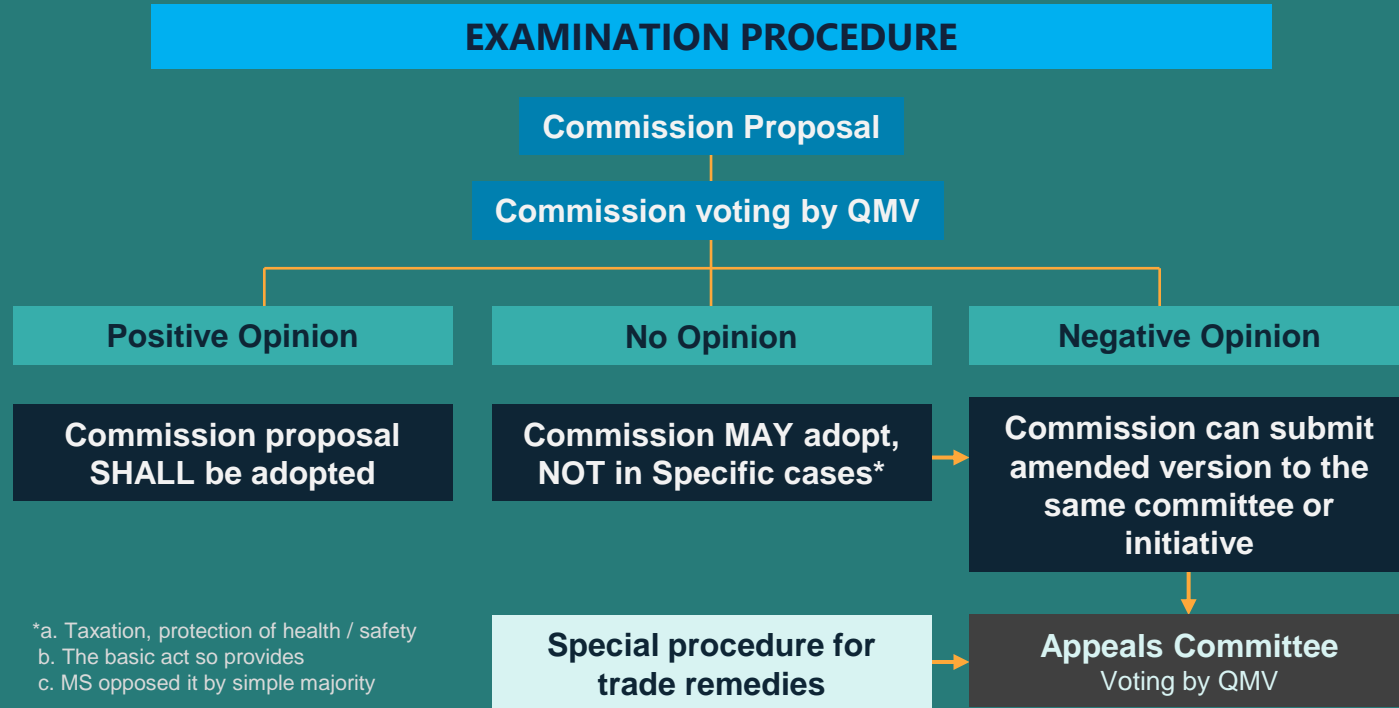 EXAMINATION PROCEDURE
Commission Proposal
Commission voting by QMV
Positive Opinion
No Opinion
Negative Opinion
Commission proposal
SHALL be adopted
Commission MAY adopt,
NOT in Specific cases*
Commission can submit
amended version to the
same committee or
initiative
*a. Taxation, protection of health / safety
b. The basic act so provides
c. MS opposed it by simple majority
Special procedure for
trade remedies
Appeals Committee
Voting by QMV